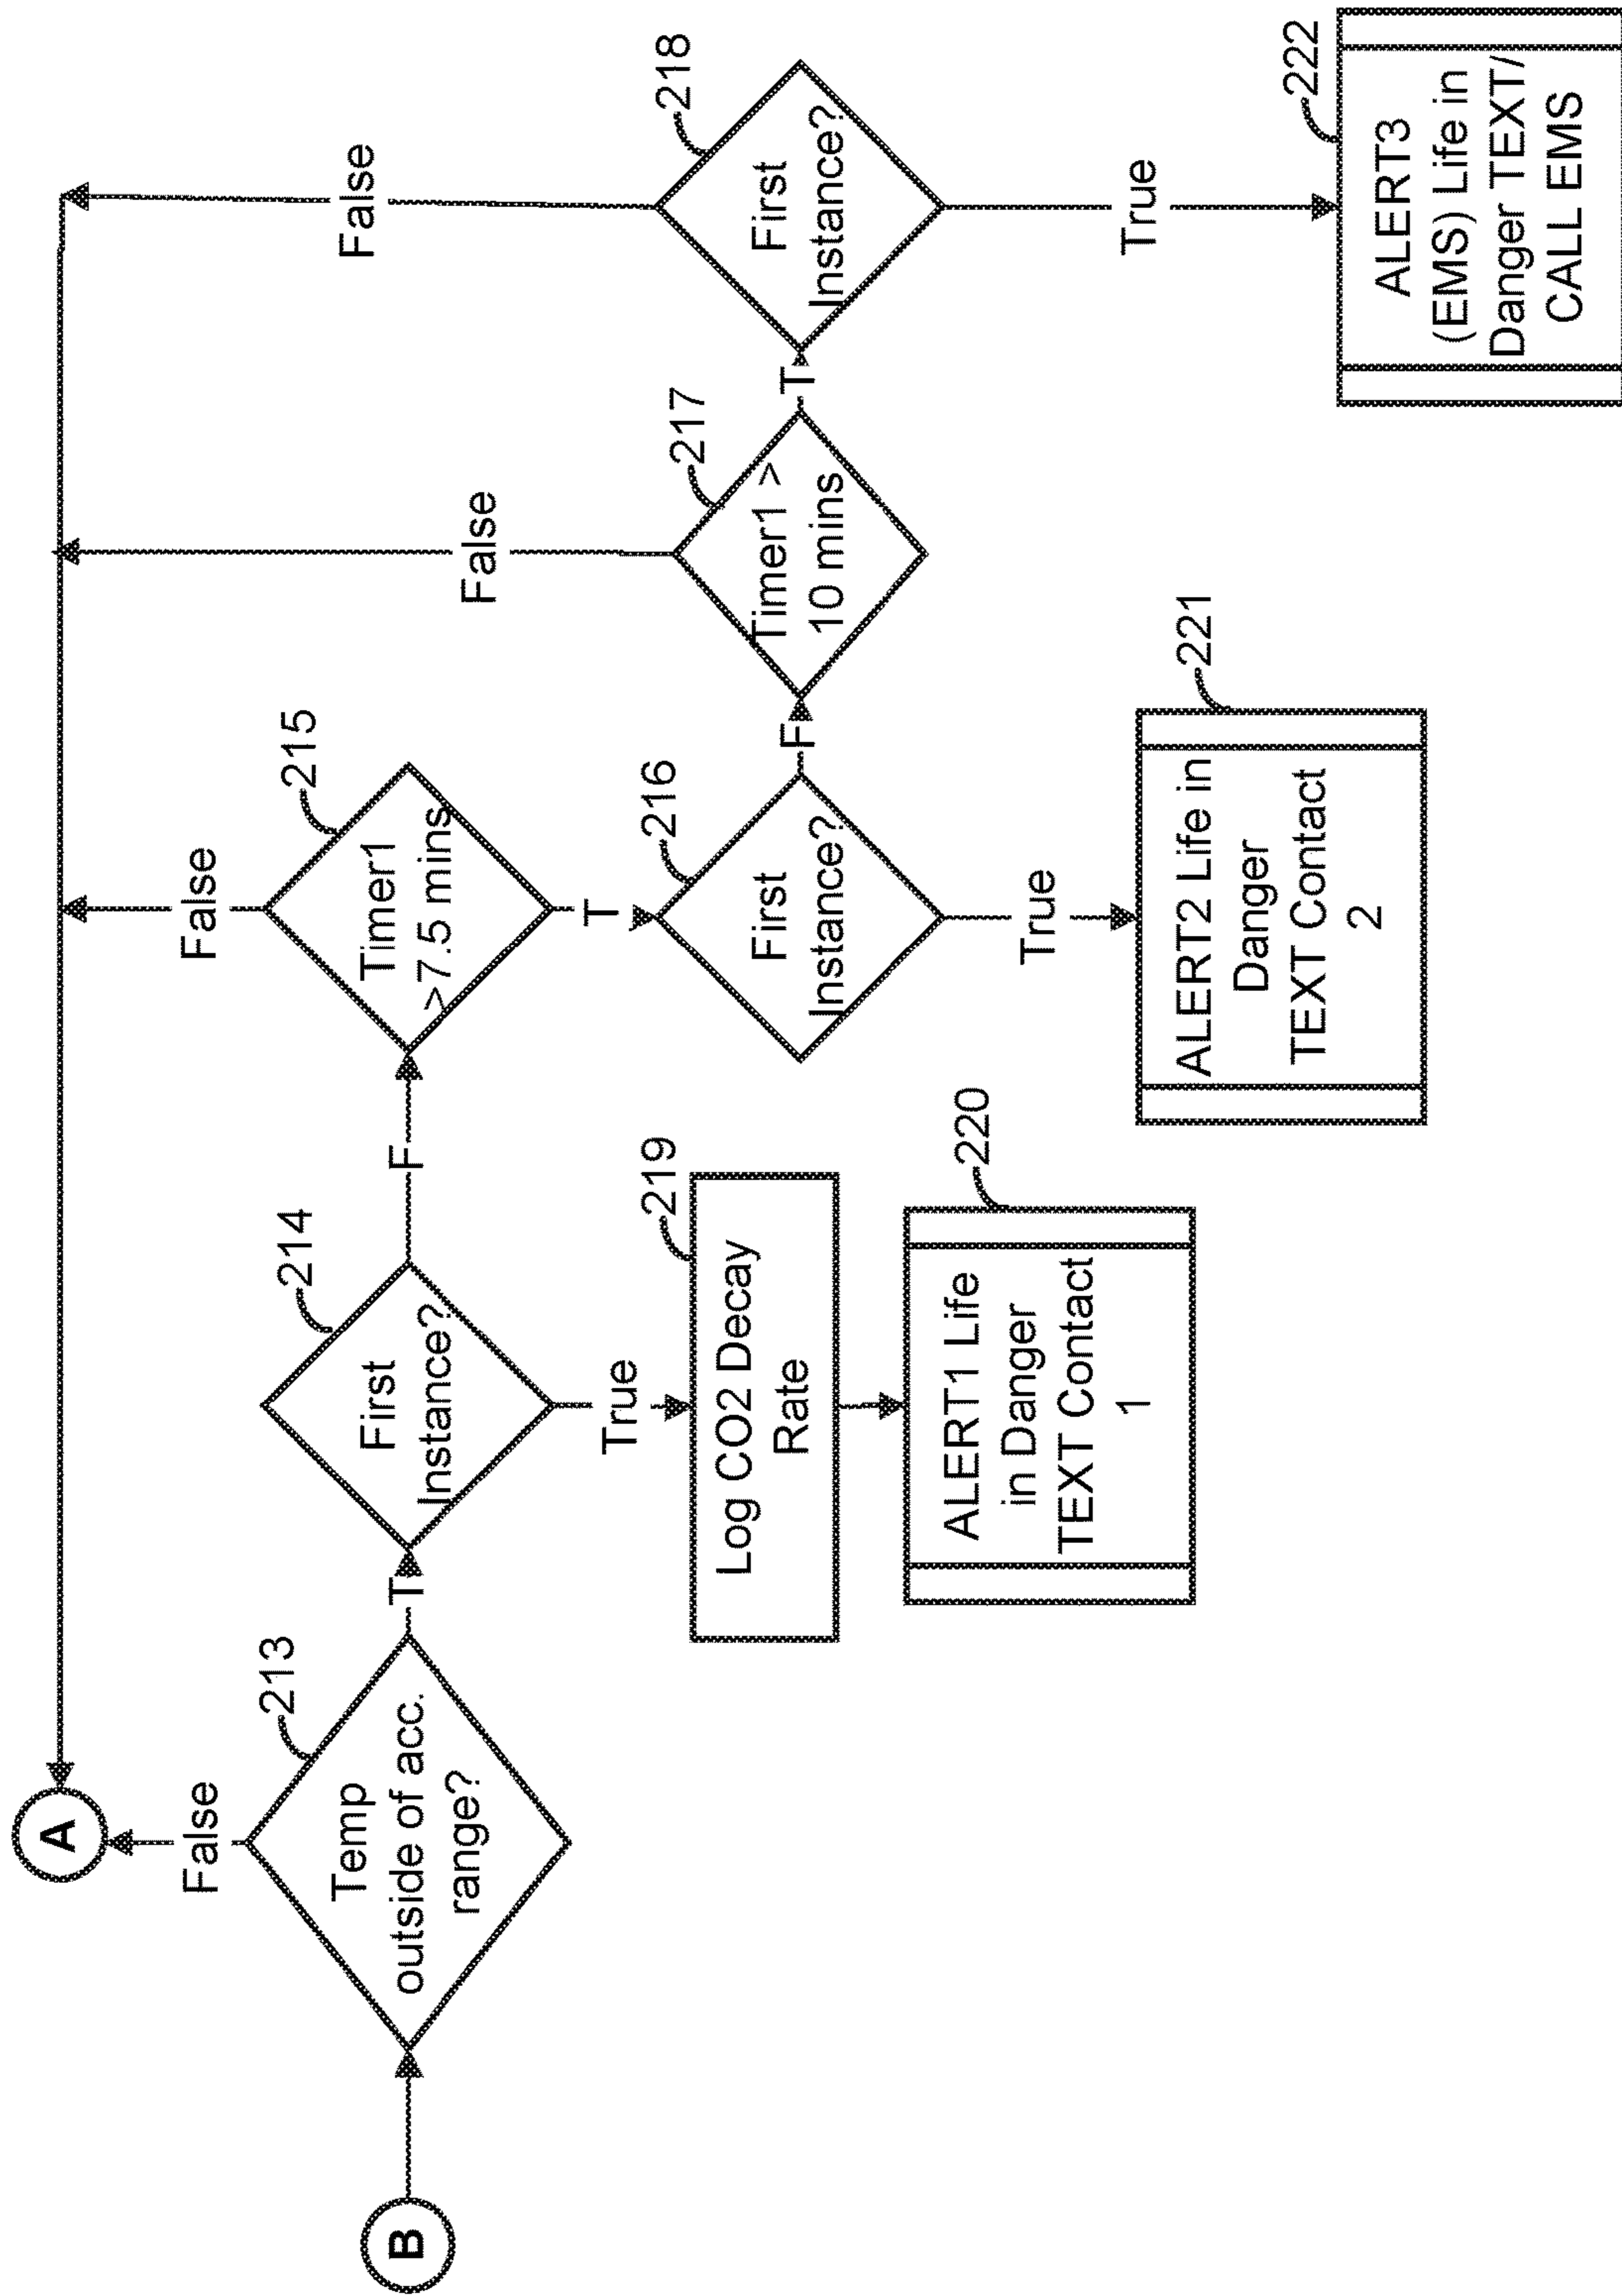 B
Temp
outside of acc.
range?
213
False
A
T
First
Instance?
214
True
Log CO2 Decay
Rate
219
ALERT1 Life
in Danger
TEXT Contact
1
220
F
Timer1
>7.5 mins
215
False
T
First
Instance?
216
True
ALERT2 Life in
Danger
TEXT Contact
2
221
F
Timer1 >
10 mins
217
False
T
First
Instance?
218
False
True
ALERT3
(EMS) Life in
Danger TEXT/
CALL EMS
222